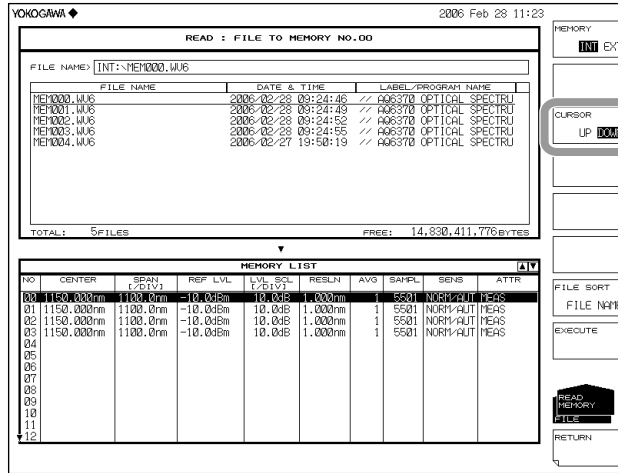 YOKOGAWA ◆ 2006 Feb 28 11:23
READ : FILE TO MEMORY NO.00
FILE NAME> INT:\MEM000.WV6
FILE NAME DATE & TIME LABEL/PROGRAM NAME
MEM000.WV6 2006/02/28 09:24:46 // AQ6370 OPTICAL SPECTRU
MEM001.WV6 2006/02/28 09:24:49 // AQ6370 OPTICAL SPECTRU
MEM002.WV6 2006/02/28 09:24:52 // AQ6370 OPTICAL SPECTRU
MEM003.WV6 2006/02/28 09:24:55 // AQ6370 OPTICAL SPECTRU
MEM004.WV6 2006/02/27 19:50:19 // AQ6370 OPTICAL SPECTRU
TOTAL: 5FILES FREE: 14,830,411,776BYTES
▼
MEMORY LIST ▲▼
NO CENTER SPAN [/DIV] REF LVL LVL SCL [/DIV] RESLN AVG SAMPL SENS ATTR
00 1150.000nm 1100.0nm -10.0dBm 10.0dB 1.000nm 1 5501 NORM/AUT MEAS
01 1150.000nm 1100.0nm -10.0dBm 10.0dB 1.000nm 1 5501 NORM/AUT MEAS
02 1150.000nm 1100.0nm -10.0dBm 10.0dB 1.000nm 1 5501 NORM/AUT MEAS
03 1150.000nm 1100.0nm -10.0dBm 10.0dB 1.000nm 1 5501 NORM/AUT MEAS
04
05
06
07
08
09
10
11
▼12
MEMORY
INT EXT
CURSOR
UP DOWN
FILE SORT
FILE NAME
EXECUTE
READ
MEMORY
FILE
RETURN